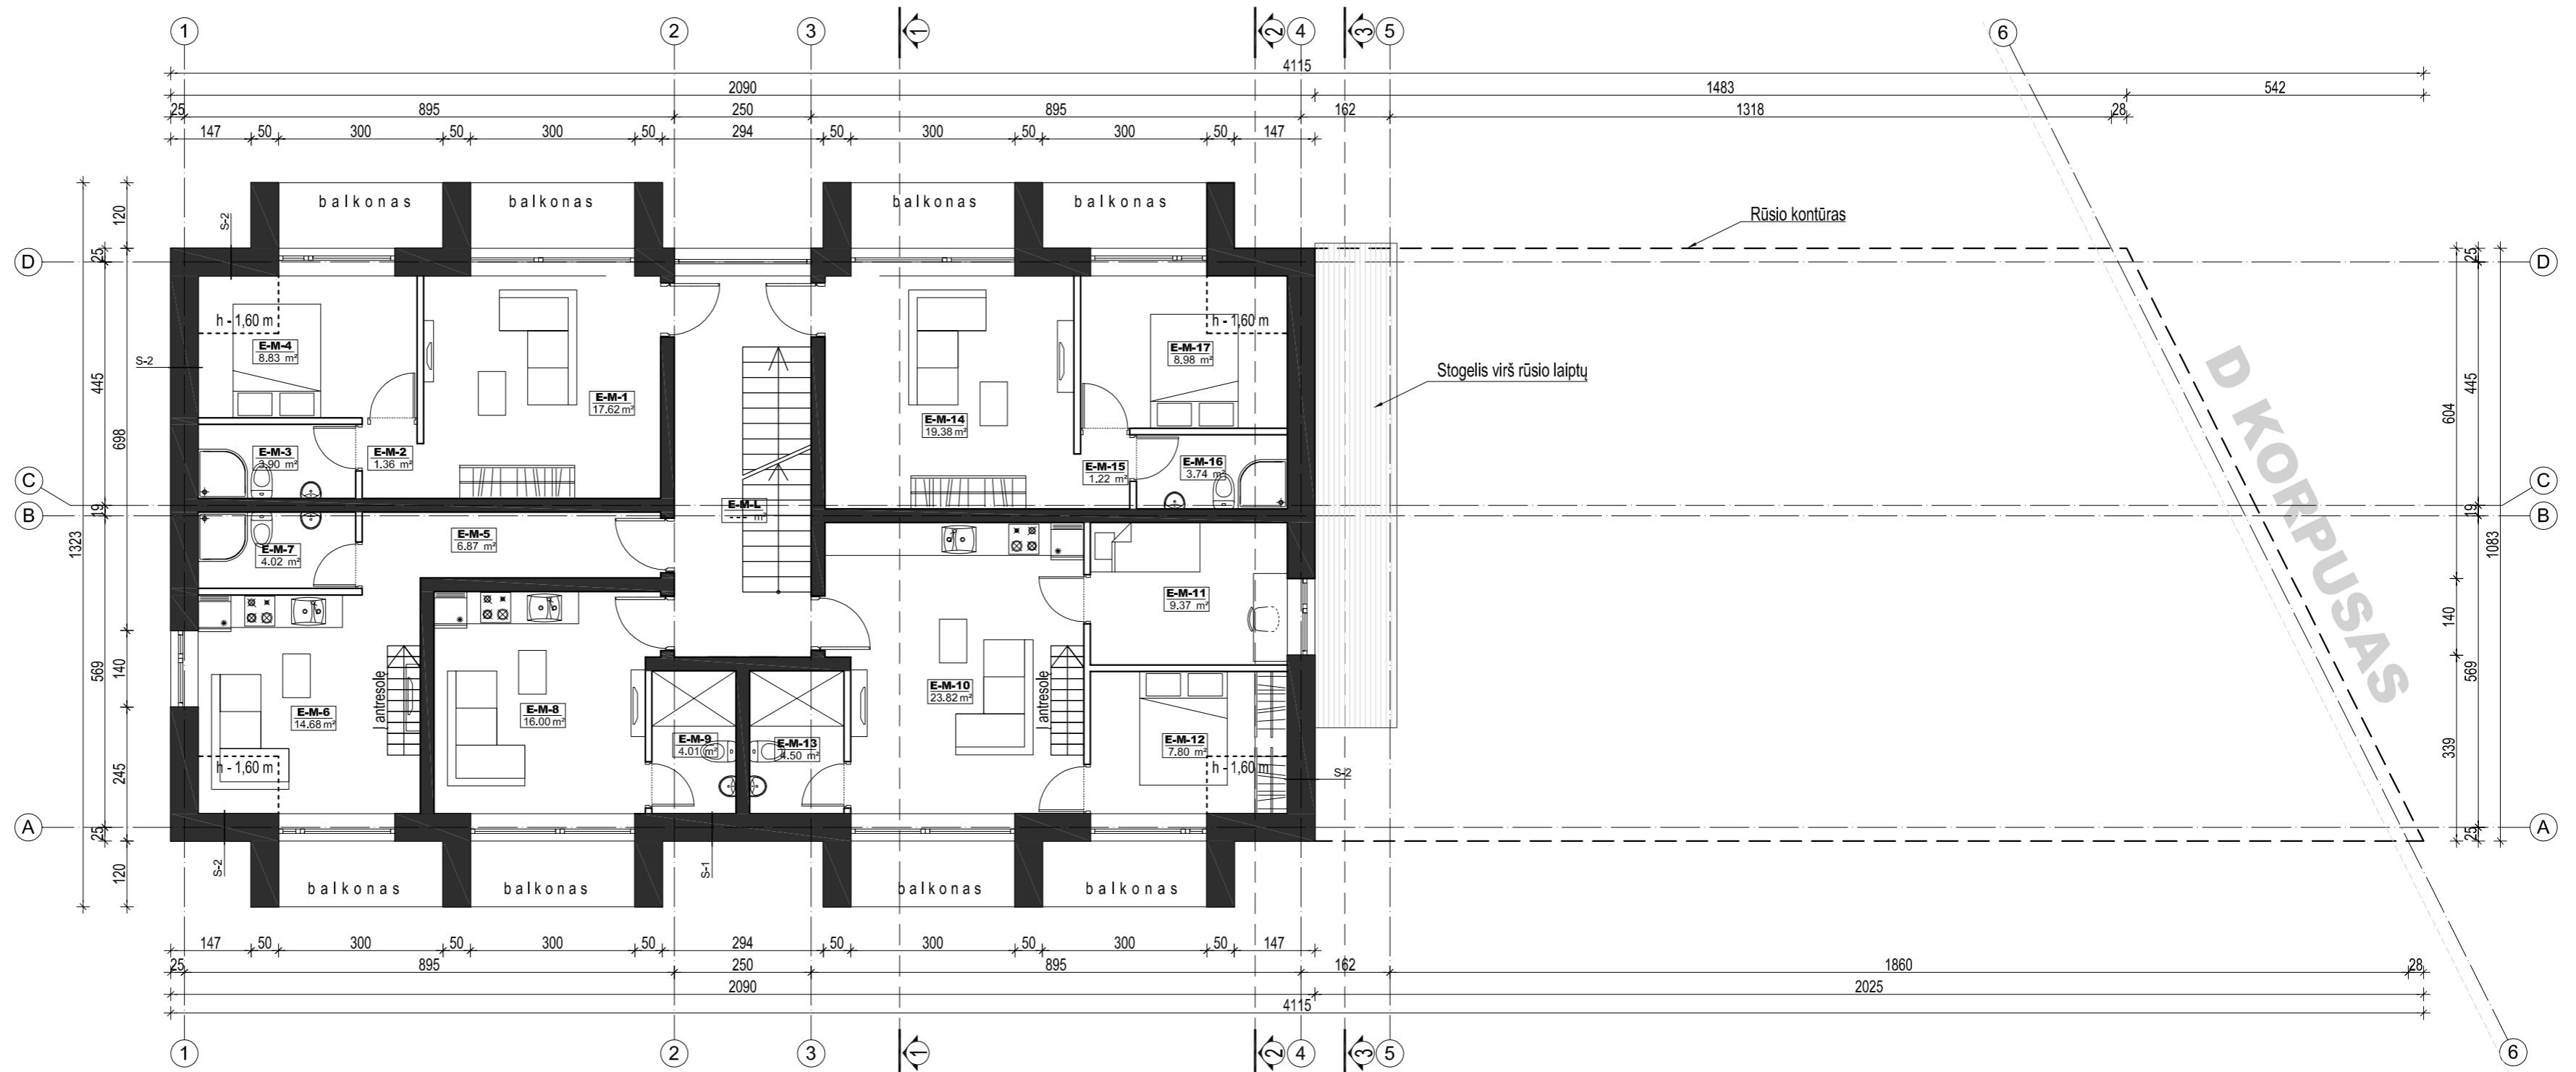 1 2 3 1 2 4 3 5 6
4115
2090 1483 542
25 895 250 895 162 1318 28
147 50 300 50 300 50 294 50 300 50 300 50 147
balkonas balkonas balkonas balkonas
Rūsio kontūras
S-2
D D
h - 1,60 m h - 1,60 m
E-M-4
8.83 m²
E-M-17
8.98 m²
S-2
Stogelis virš rūsio laiptų
E-M-1
17.62 m²
E-M-14
19.38 m²
D KORPUSAS
E-M-3
3.90 m²
E-M-2
1.36 m²
E-M-15
1.22 m²
E-M-16
3.74 m²
C C
E-M-L
--- m²
B B
E-M-5
6.87 m²
E-M-7
4.02 m²
E-M-11
9.37 m²
E-M-6
14.68 m²
Į antresolę
E-M-8
16.00 m²
E-M-10
23.82 m²
Į antresolę
E-M-9
4.01 m²
E-M-13
4.50 m²
E-M-12
7.80 m²
h - 1,60 m h - 1,60 m
S-2
A A
S-2 S-1
balkonas balkonas balkonas balkonas
1323
120 25 445 19 569 25
120 698 140 245 120
604 140 339
25 445 19 569 25
1083
147 50 300 50 300 50 294 50 300 50 300 50 147
25 895 250 895 162 1860 28
2090 2025
4115
1 2 3 1 2 4 3 5 6